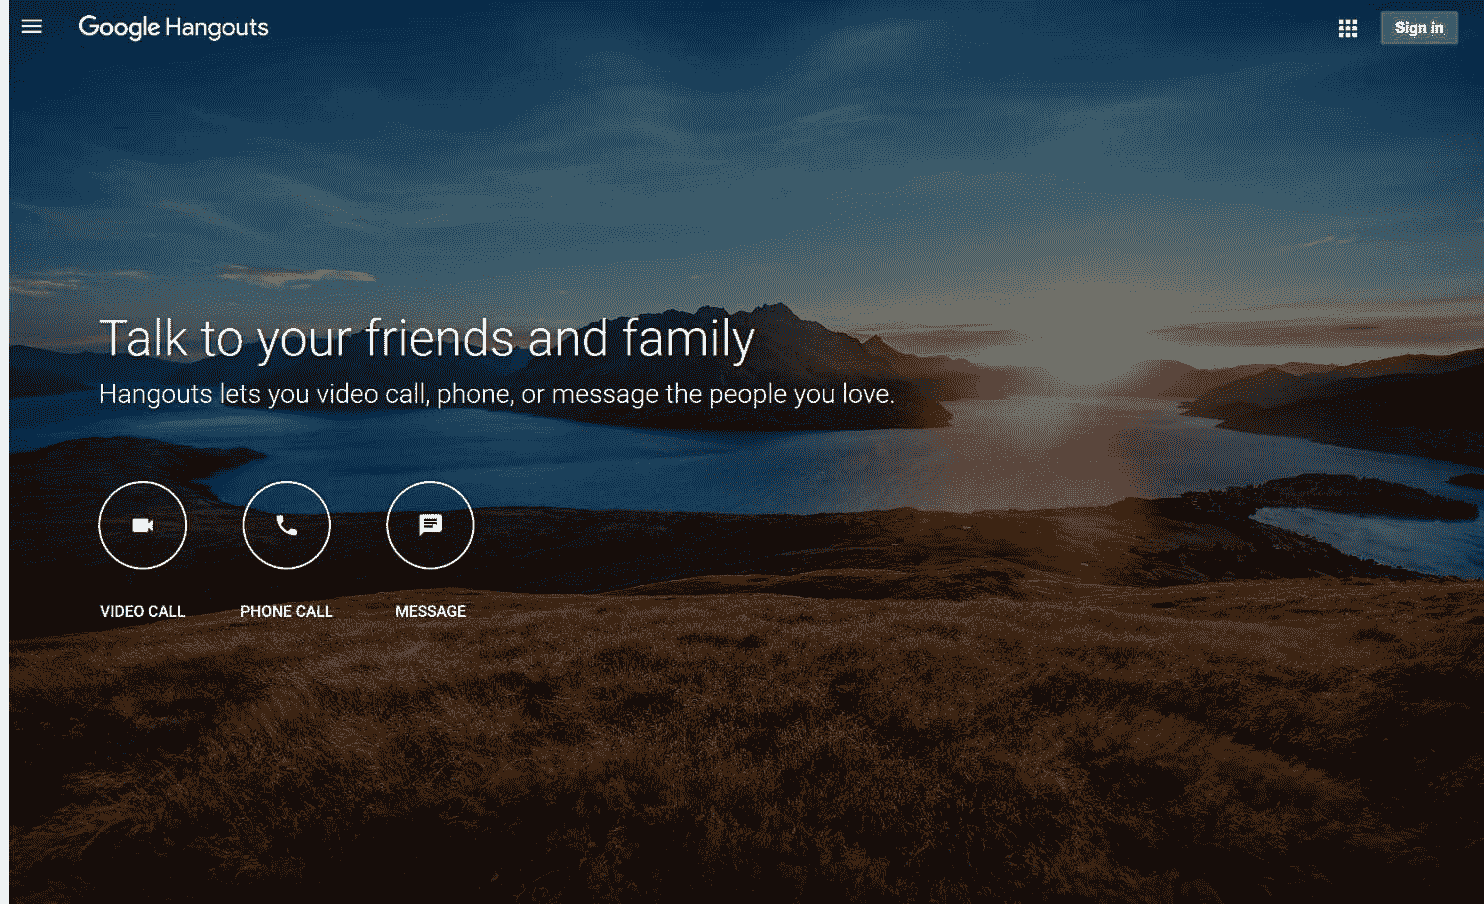 Google Hangouts
Sign in
Talk to your friends and family
Hangouts lets you video call, phone, or message the people you love.
VIDEO CALL
PHONE CALL
MESSAGE